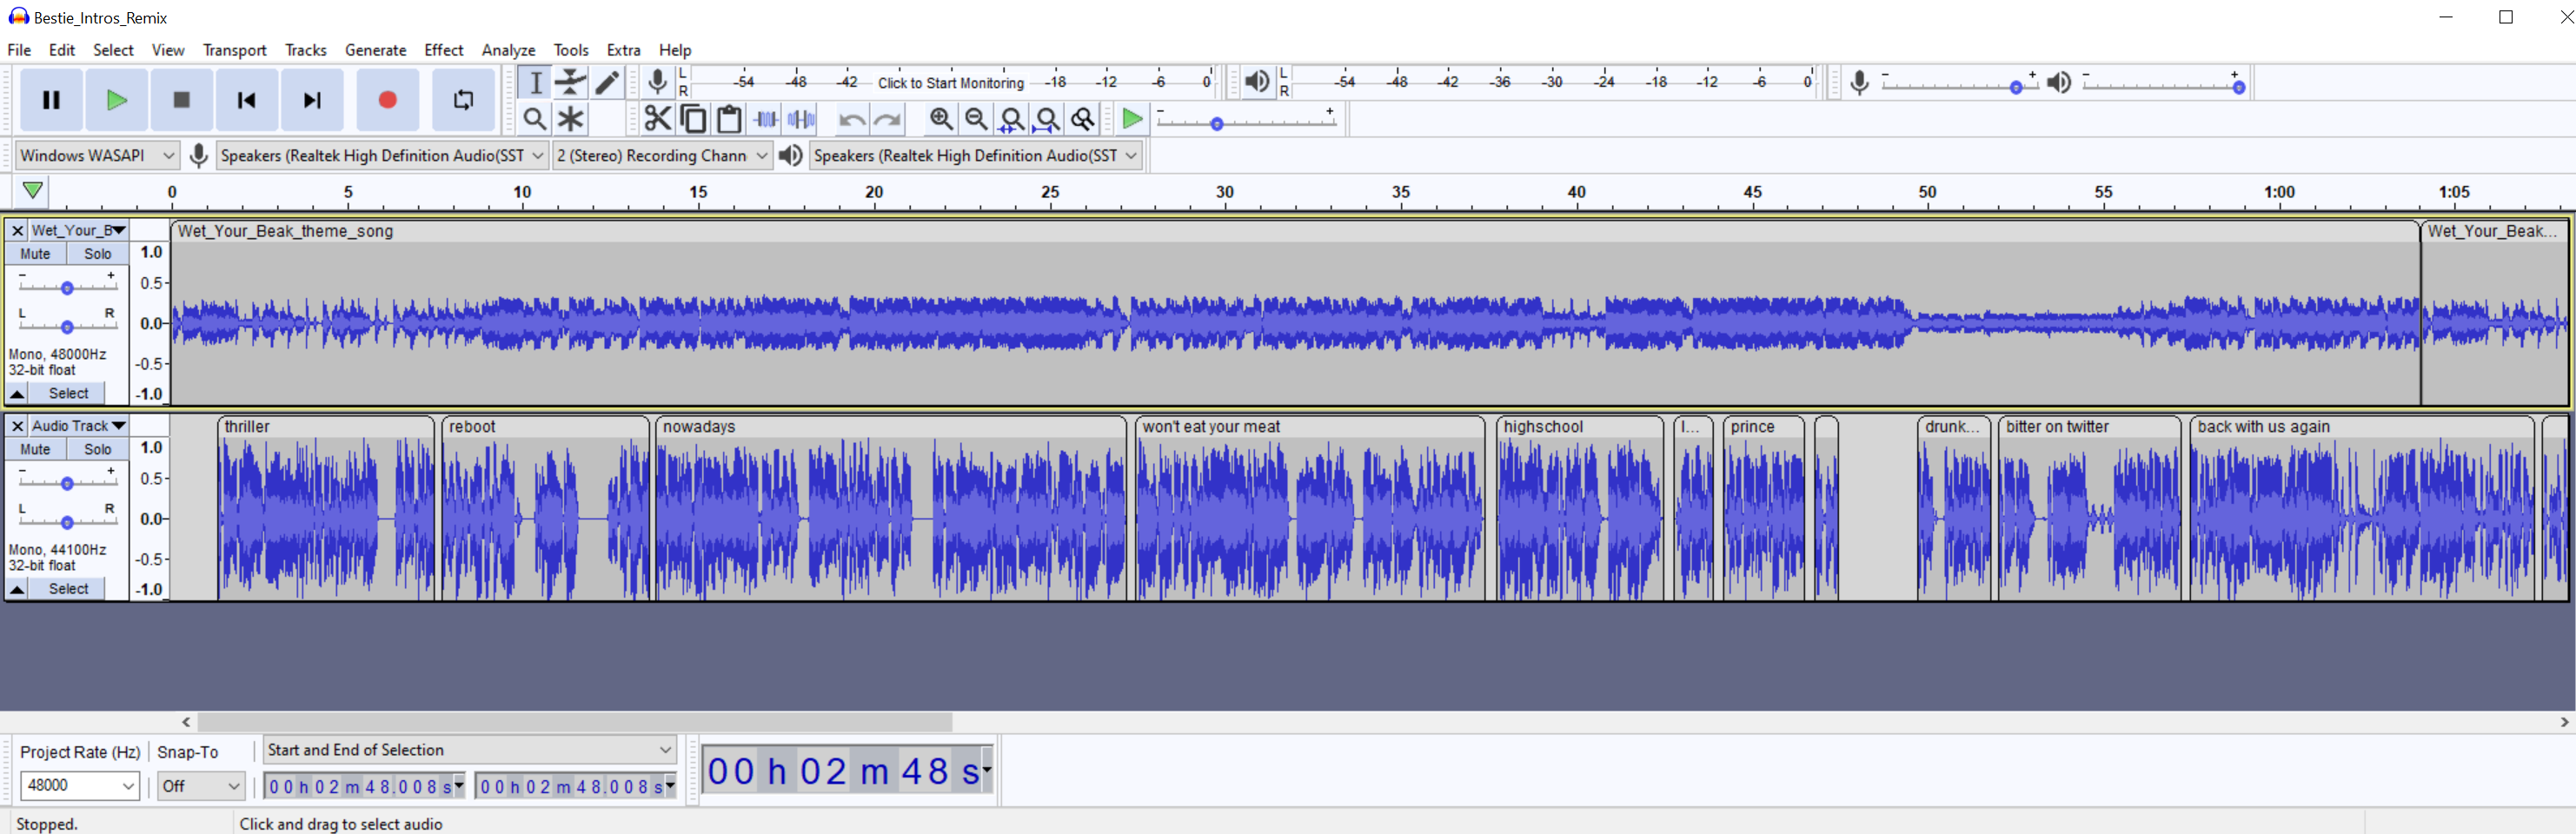 Bestie_Intros_Remix
File Edit Select View Transport Tracks Generate Effect Analyze Tools Extra Help
L R -54 -48 -42 Click to Start Monitoring -18 -12 -6 0 L R -54 -48 -42 -36 -30 -24 -18 -12 -6 0 - + - +
- +
Windows WASAPI Speakers (Realtek High Definition Audio(SST 2 (Stereo) Recording Chann Speakers (Realtek High Definition Audio(SST
0 5 10 15 20 25 30 35 40 45 50 55 1:00 1:05
Wet_Your_B Wet_Your_Beak_theme_song Wet_Your_Beak...
Mute Solo 1.0
- + 0.5
L R 0.0
Mono, 48000Hz
32-bit float -0.5
Select -1.0
Audio Track thriller reboot nowadays won't eat your meat highschool I... prince drunk... bitter on twitter back with us again
Mute Solo 1.0
- + 0.5
L R 0.0
Mono, 44100Hz
32-bit float -0.5
Select -1.0
Project Rate (Hz) Snap-To Start and End of Selection
48000 Off 00 h 02 m 48.008 s 00 h 02 m 48.008 s 00 h 02 m 48 s
Stopped. Click and drag to select audio